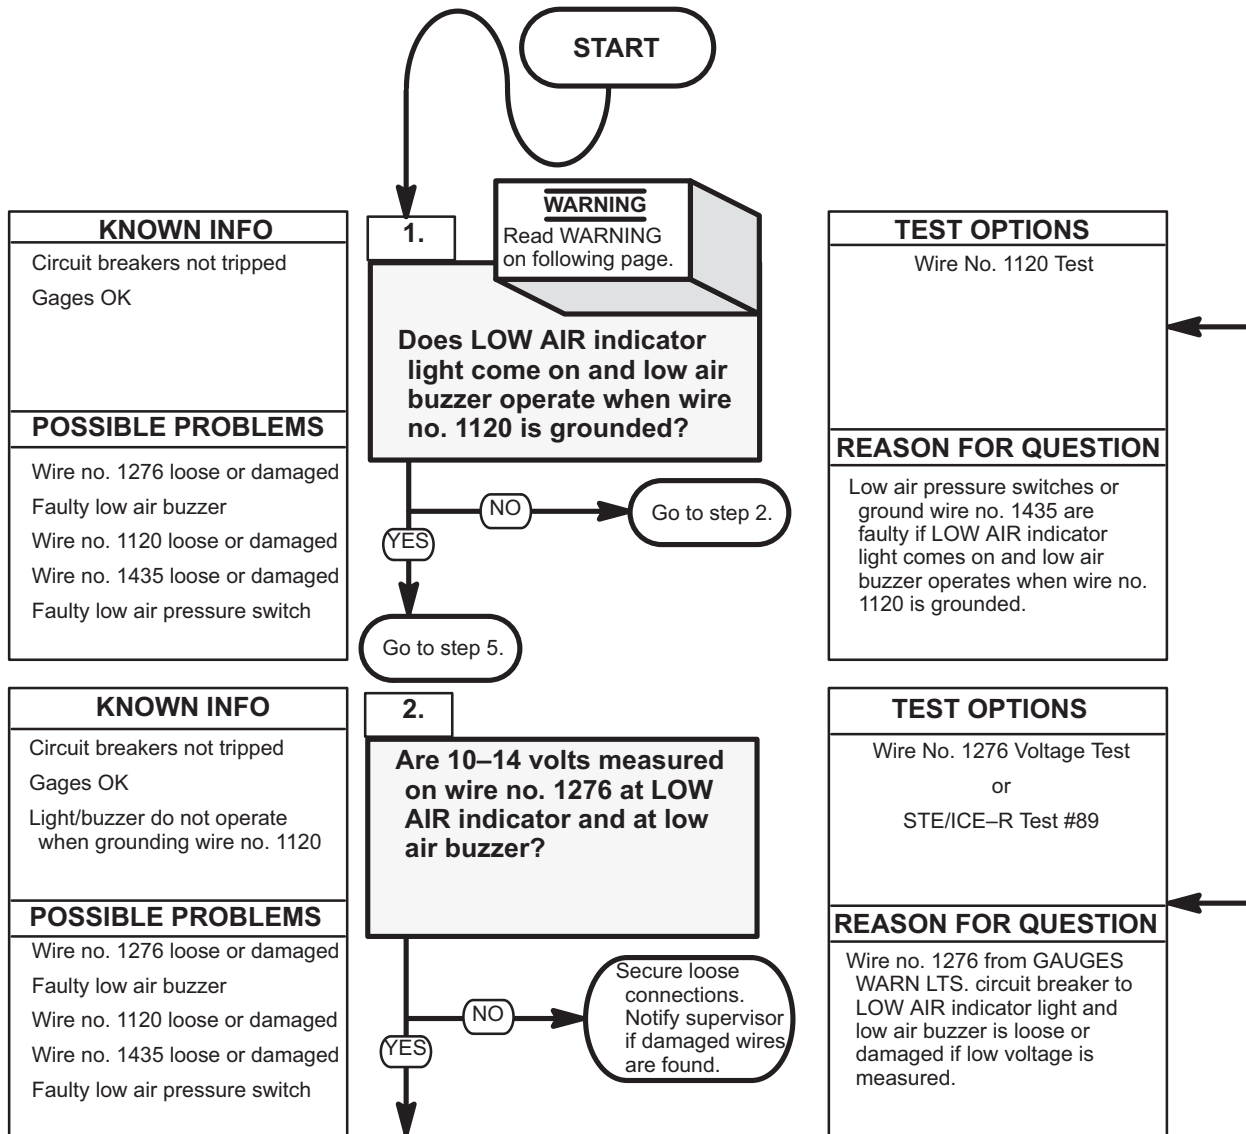 START
KNOWN INFO
Circuit breakers not tripped
Gages OK
POSSIBLE PROBLEMS
Wire no. 1276 loose or damaged
Faulty low air buzzer
Wire no. 1120 loose or damaged
Wire no. 1435 loose or damaged
Faulty low air pressure switch
1.
WARNING
Read WARNING
on following page.
Does LOW AIR indicator
light come on and low air
buzzer operate when wire
no. 1120 is grounded?
NO
Go to step 2.
YES
Go to step 5.
TEST OPTIONS
Wire No. 1120 Test
REASON FOR QUESTION
Low air pressure switches or
ground wire no. 1435 are
faulty if LOW AIR indicator
light comes on and low air
buzzer operates when wire no.
1120 is grounded.
KNOWN INFO
Circuit breakers not tripped
Gages OK
Light/buzzer do not operate
when grounding wire no. 1120
POSSIBLE PROBLEMS
Wire no. 1276 loose or damaged
Faulty low air buzzer
Wire no. 1120 loose or damaged
Wire no. 1435 loose or damaged
Faulty low air pressure switch
2.
Are 10–14 volts measured
on wire no. 1276 at LOW
AIR indicator and at low
air buzzer?
NO
Secure loose
connections.
Notify supervisor
if damaged wires
are found.
YES
TEST OPTIONS
Wire No. 1276 Voltage Test
or
STE/ICE–R Test #89
REASON FOR QUESTION
Wire no. 1276 from GAUGES
WARN LTS. circuit breaker to
LOW AIR indicator light and
low air buzzer is loose or
damaged if low voltage is
measured.